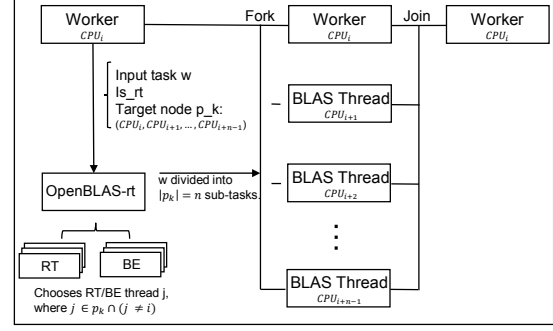 Worker
CPU_i
Fork
Worker
CPU_i
Join
Worker
CPU_i
Input task w
Is_rt
Target node p_k:
(CPU_i, CPU_{i+1}, ..., CPU_{i+n−1})
BLAS Thread
CPU_{i+1}
OpenBLAS-rt
w divided into
|p_k| = n sub-tasks.
BLAS Thread
CPU_{i+2}
RT
BE
Chooses RT/BE thread j,
where j ∈ p_k ∩ (j ≠ i)
BLAS Thread
CPU_{i+n−1}